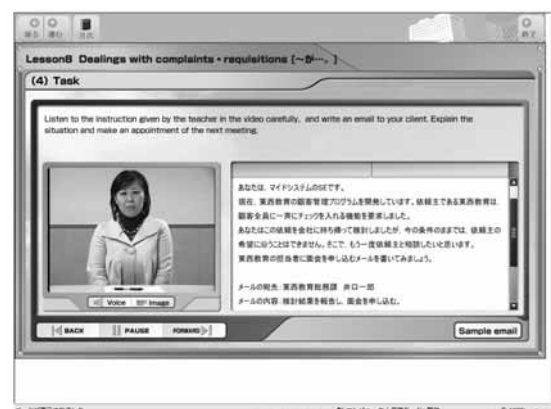 戻る 進む 目次 終了
Lesson8 Dealings with complaints・requisitions [～が…。]
(4) Task
Listen to the instruction given by the teacher in the video carefully, and write an email to your client. Explain the
situation and make an appointment of the next
meeting.
あなたは、マイドシステムのSEです。
現在、東西教育の顧客管理プログラムを開発しています。依頼主である東西教育は、
顧客全員に一斉にチェックを入れる機能を要求しました。
あなたはこの依頼を会社に持ち帰って検討しましたが、今の条件のままでは、依頼主の
希望に沿うことはできません。そこで、もう一度依頼主と相談したいと思います。
東西教育の担当者に面会を申し込むメールを書いてみましょう。
メールの宛先：東西教育総務課 井口一郎
メールの内容：検討結果を報告し、面会を申し込む。
Voice Image
BACK PAUSE FORWARD
Sample email